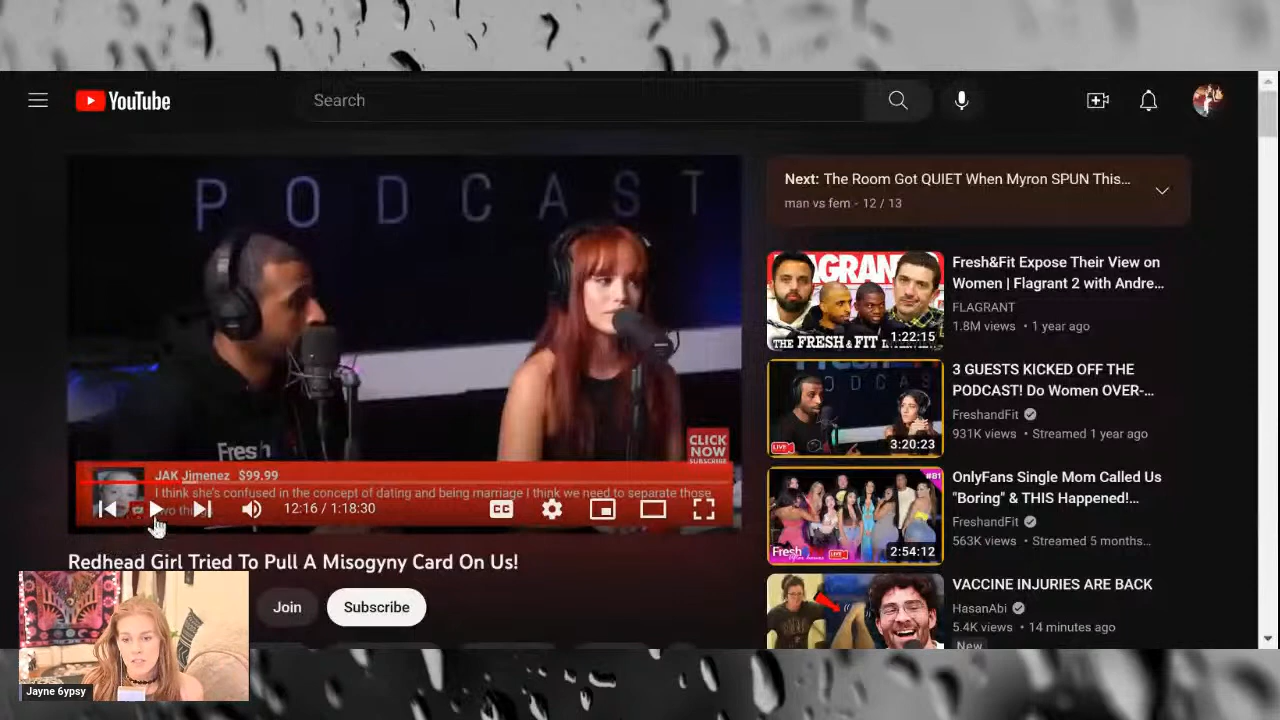 YouTube
Search
PODCAST
Fresh
CLICK
NOW
SUBSCRIBE
JAK Jimenez $99.99
I think she's confused in the concept of dating and being marriage I think we need to separate those
12:16 / 1:18:30
CC
Redhead Girl Tried To Pull A Misogyny Card On Us!
Join
Subscribe
Jayne 6ypsy
Next: The Room Got QUIET When Myron SPUN This...
man vs fem - 12 / 13
FLAGRANT
THE FRESH & FIT
1:22:15
Fresh&Fit Expose Their View on
Women | Flagrant 2 with Andre...
FLAGRANT
1.8M views • 1 year ago
LIVE
3:20:23
3 GUESTS KICKED OFF THE
PODCAST! Do Women OVER-...
FreshandFit
931K views • Streamed 1 year ago
#81
Fresh
LIVE
2:54:12
OnlyFans Single Mom Called Us
"Boring" & THIS Happened!...
FreshandFit
563K views • Streamed 5 months...
VACCINE INJURIES ARE BACK
HasanAbi
5.4K views • 14 minutes ago
New